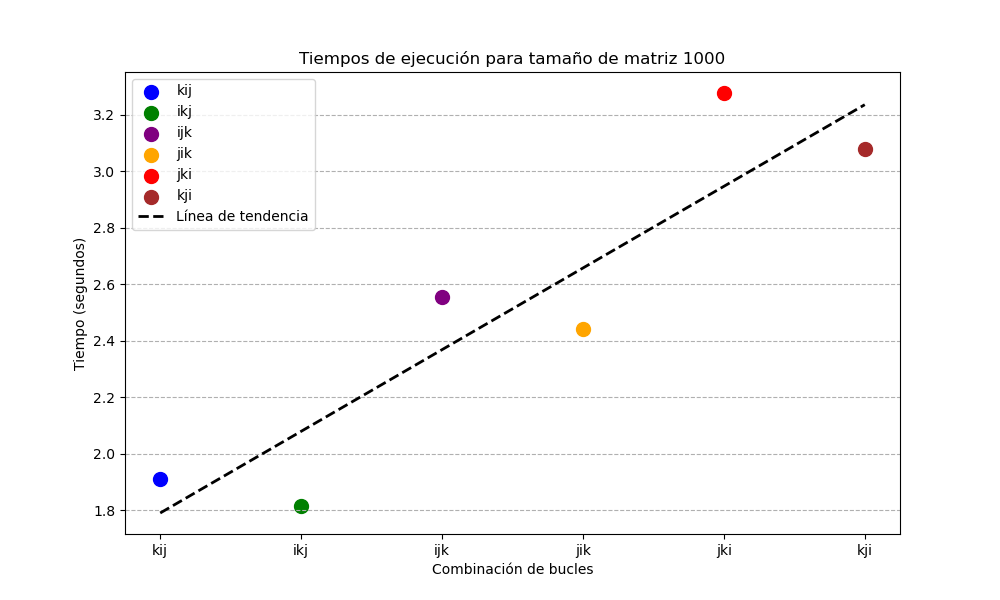 Tiempos de ejecución para tamaño de matriz 1000
kij
ikj
ijk
jik
jki
kji
Línea de tendencia
Tiempo (segundos)
3.2
3.0
2.8
2.6
2.4
2.2
2.0
1.8
kij
ikj
ijk
jik
jki
kji
Combinación de bucles